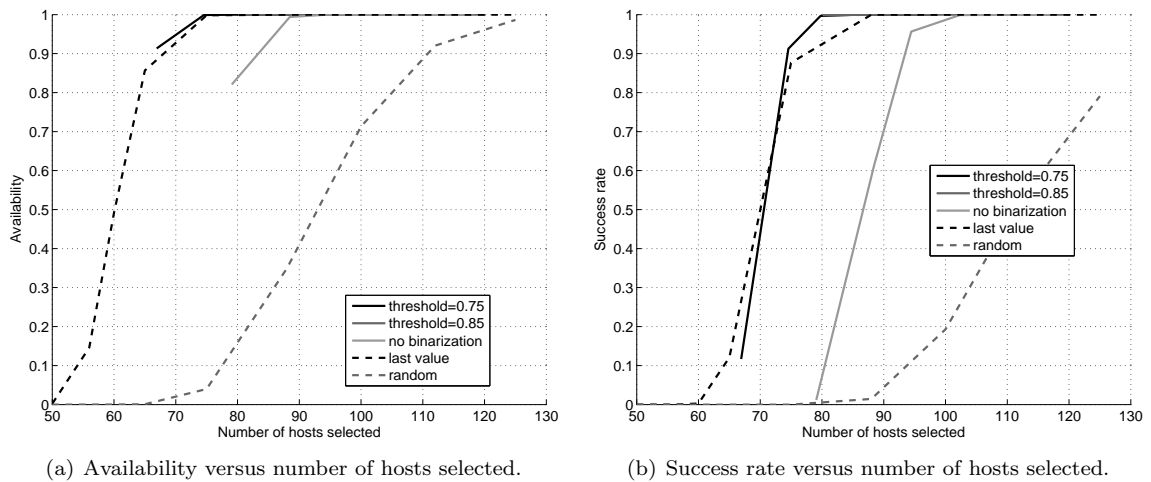 1
0.9
0.8
0.7
0.6
0.5
0.4
0.3
0.2
0.1
0
Availability
50 60 70 80 90 100 110 120 130
Number of hosts selected
threshold=0.75
threshold=0.85
no binarization
last value
random
(a) Availability versus number of hosts selected.
1
0.9
0.8
0.7
0.6
0.5
0.4
0.3
0.2
0.1
0
Success rate
50 60 70 80 90 100 110 120 130
Number of hosts selected
threshold=0.75
threshold=0.85
no binarization
last value
random
(b) Success rate versus number of hosts selected.